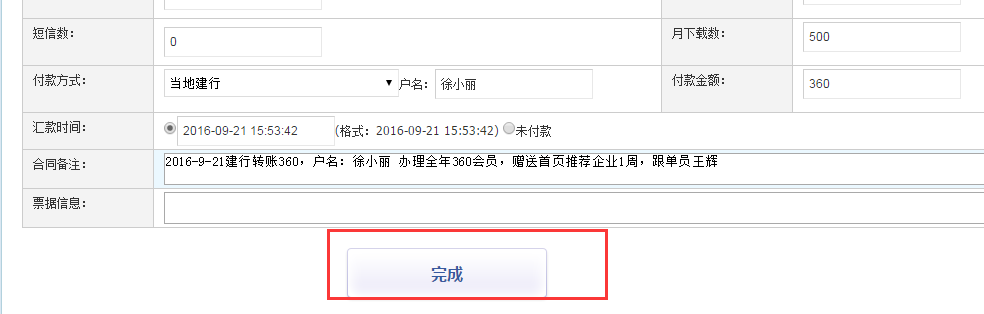 短信数： 0 月下载数： 500
付款方式： 当地建行 户名： 徐小丽 付款金额： 360
汇款时间： 2016-09-21 15:53:42 (格式：2016-09-21 15:53:42) 未付款
合同备注： 2016-9-21建行转账360，户名：徐小丽 办理全年360会员，赠送首页推荐企业1周，跟单员王辉
票据信息：
完成